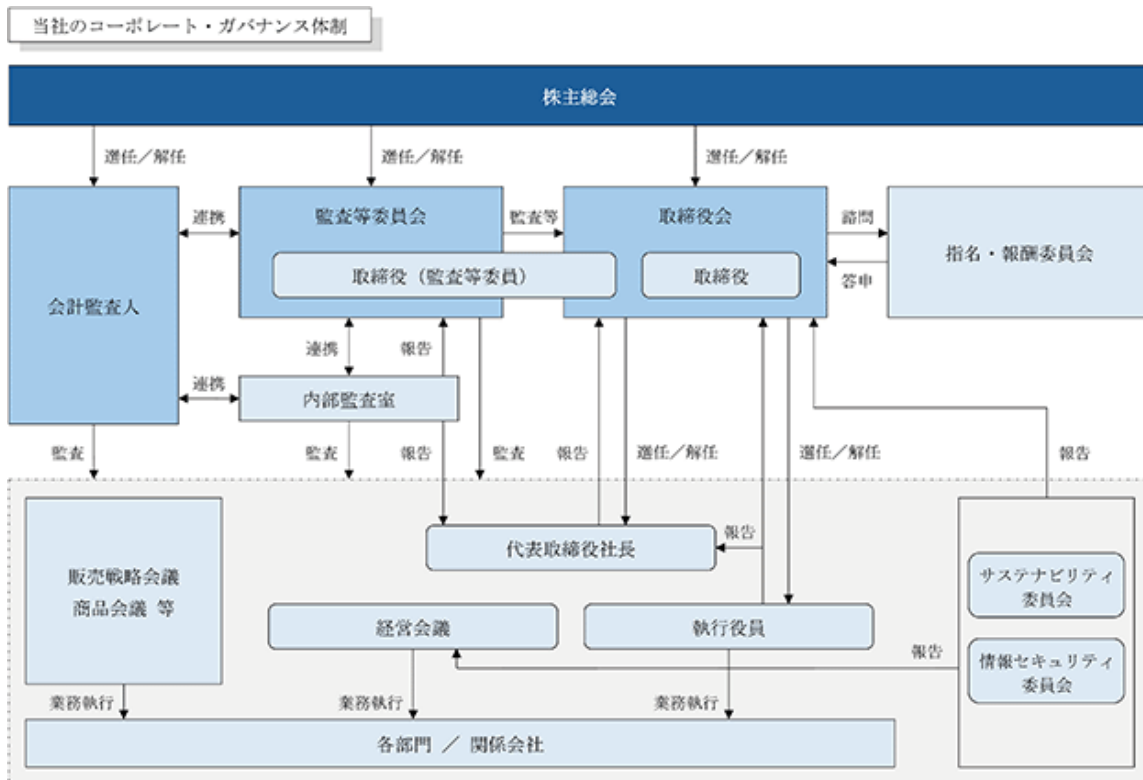 当社のコーポレート・ガバナンス体制
株主総会
選任／解任
選任／解任
選任／解任
会計監査人
連携
監査等委員会
取締役（監査等委員）
監査等
取締役会
取締役
諮問
答申
指名・報酬委員会
連携
報告
連携
内部監査室
監査
監査
報告
監査
報告
選任／解任
選任／解任
報告
販売戦略会議
商品会議 等
代表取締役社長
報告
サステナビリティ
委員会
経営会議
執行役員
報告
情報セキュリティ
委員会
業務執行
業務執行
業務執行
各部門 ／ 関係会社